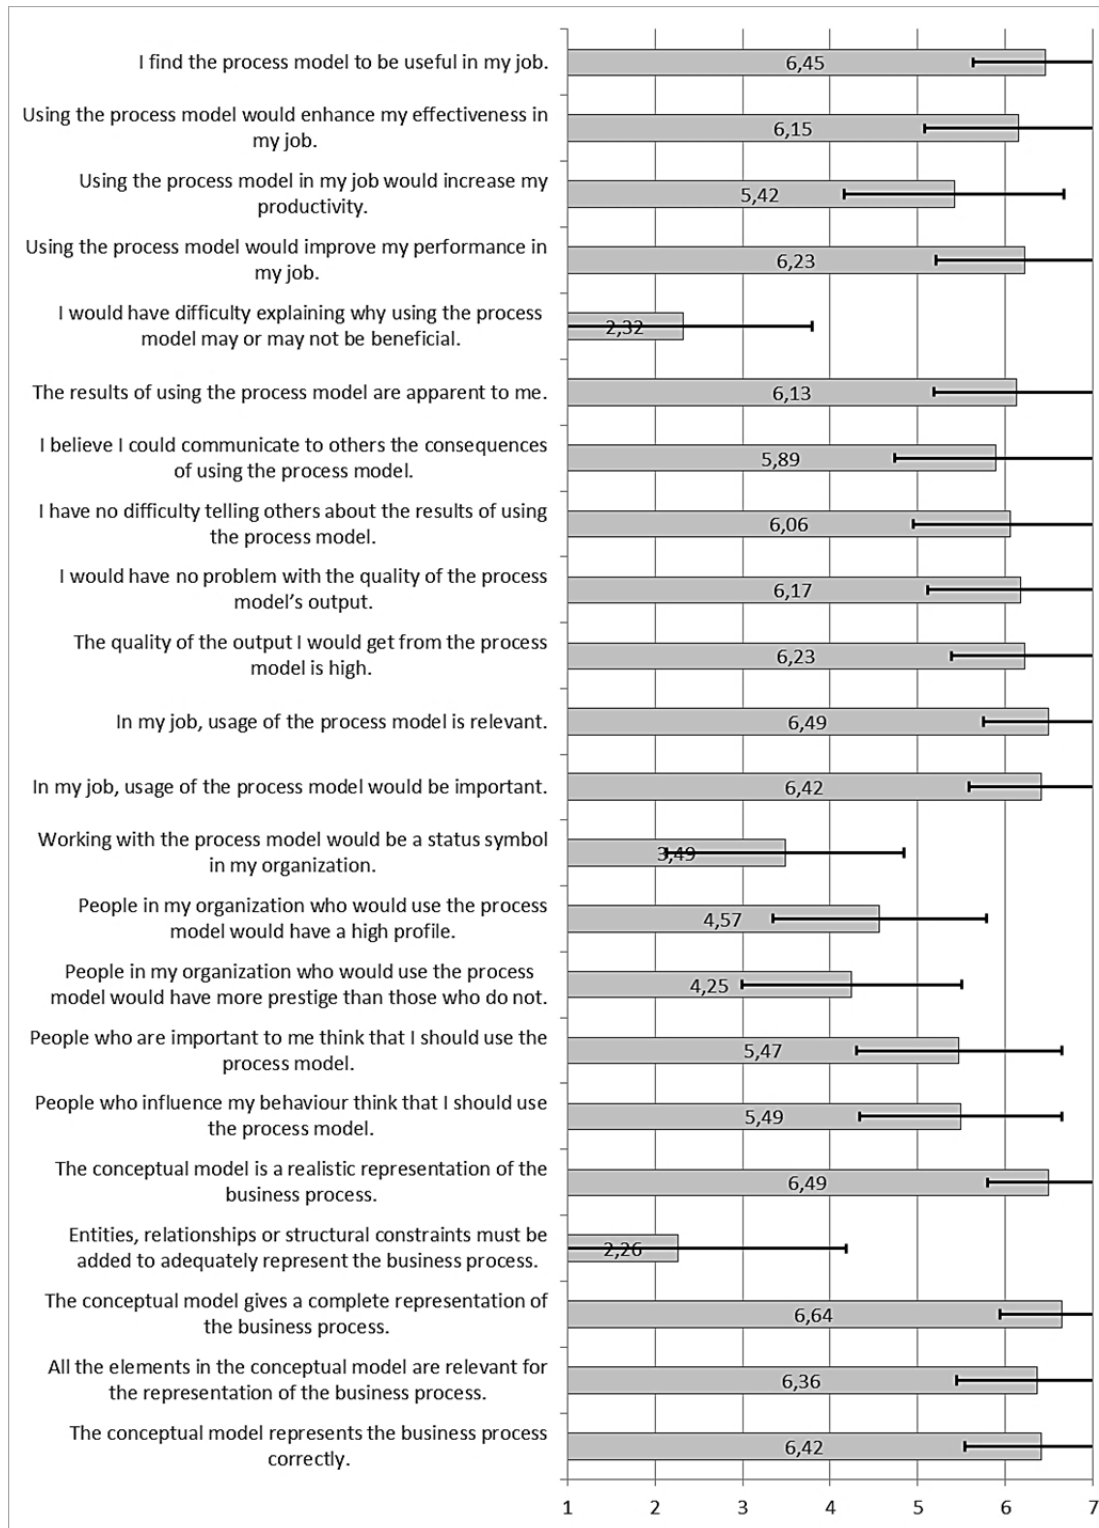 I find the process model to be useful in my job.
6,45
Using the process model would enhance my effectiveness in
my job.
6,15
Using the process model in my job would increase my
productivity.
5,42
Using the process model would improve my performance in
my job.
6,23
I would have difficulty explaining why using the process
model may or may not be beneficial.
2,32
The results of using the process model are apparent to me.
6,13
I believe I could communicate to others the consequences
of using the process model.
5,89
I have no difficulty telling others about the results of using
the process model.
6,06
I would have no problem with the quality of the process
model’s output.
6,17
The quality of the output I would get from the process
model is high.
6,23
In my job, usage of the process model is relevant.
6,49
In my job, usage of the process model would be important.
6,42
Working with the process model would be a status symbol
in my organization.
3,49
People in my organization who would use the process
model would have a high profile.
4,57
People in my organization who would use the process
model would have more prestige than those who do not.
4,25
People who are important to me think that I should use the
process model.
5,47
People who influence my behaviour think that I should use
the process model.
5,49
The conceptual model is a realistic representation of the
business process.
6,49
Entities, relationships or structural constraints must be
added to adequately represent the business process.
2,26
The conceptual model gives a complete representation of
the business process.
6,64
All the elements in the conceptual model are relevant for
the representation of the business process.
6,36
The conceptual model represents the business process
correctly.
6,42
1 2 3 4 5 6 7